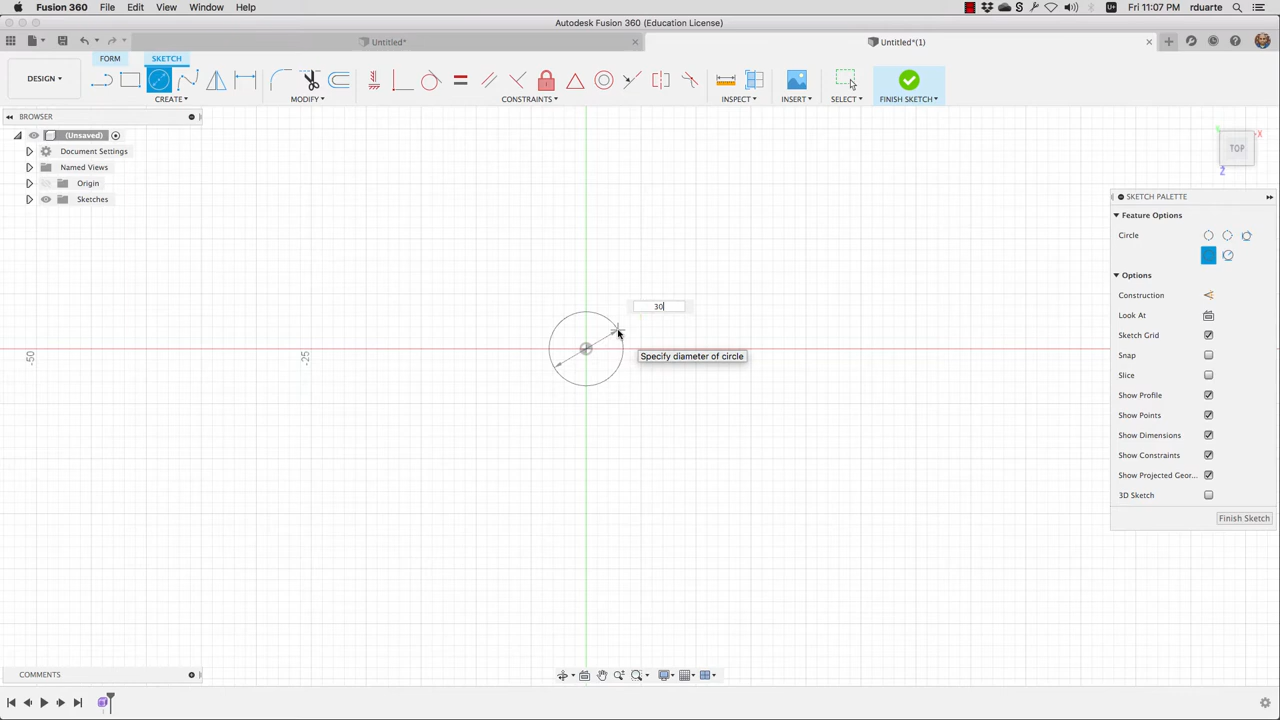 Fusion 360 File Edit View Window Help Fri 11:07 PM rduarte
Autodesk Fusion 360 (Education License)
Untitled* Untitled*(1)
FORM SKETCH
DESIGN
CREATE MODIFY CONSTRAINTS INSPECT INSERT SELECT FINISH SKETCH
BROWSER
(Unsaved)
Document Settings
Named Views
Origin
Sketches
TOP
X
Z
SKETCH PALETTE
Feature Options
Circle
Options
Construction
Look At
Sketch Grid
Snap
Slice
Show Profile
Show Points
Show Dimensions
Show Constraints
Show Projected Geor...
3D Sketch
Finish Sketch
30
Specify diameter of circle
-50
-25
COMMENTS